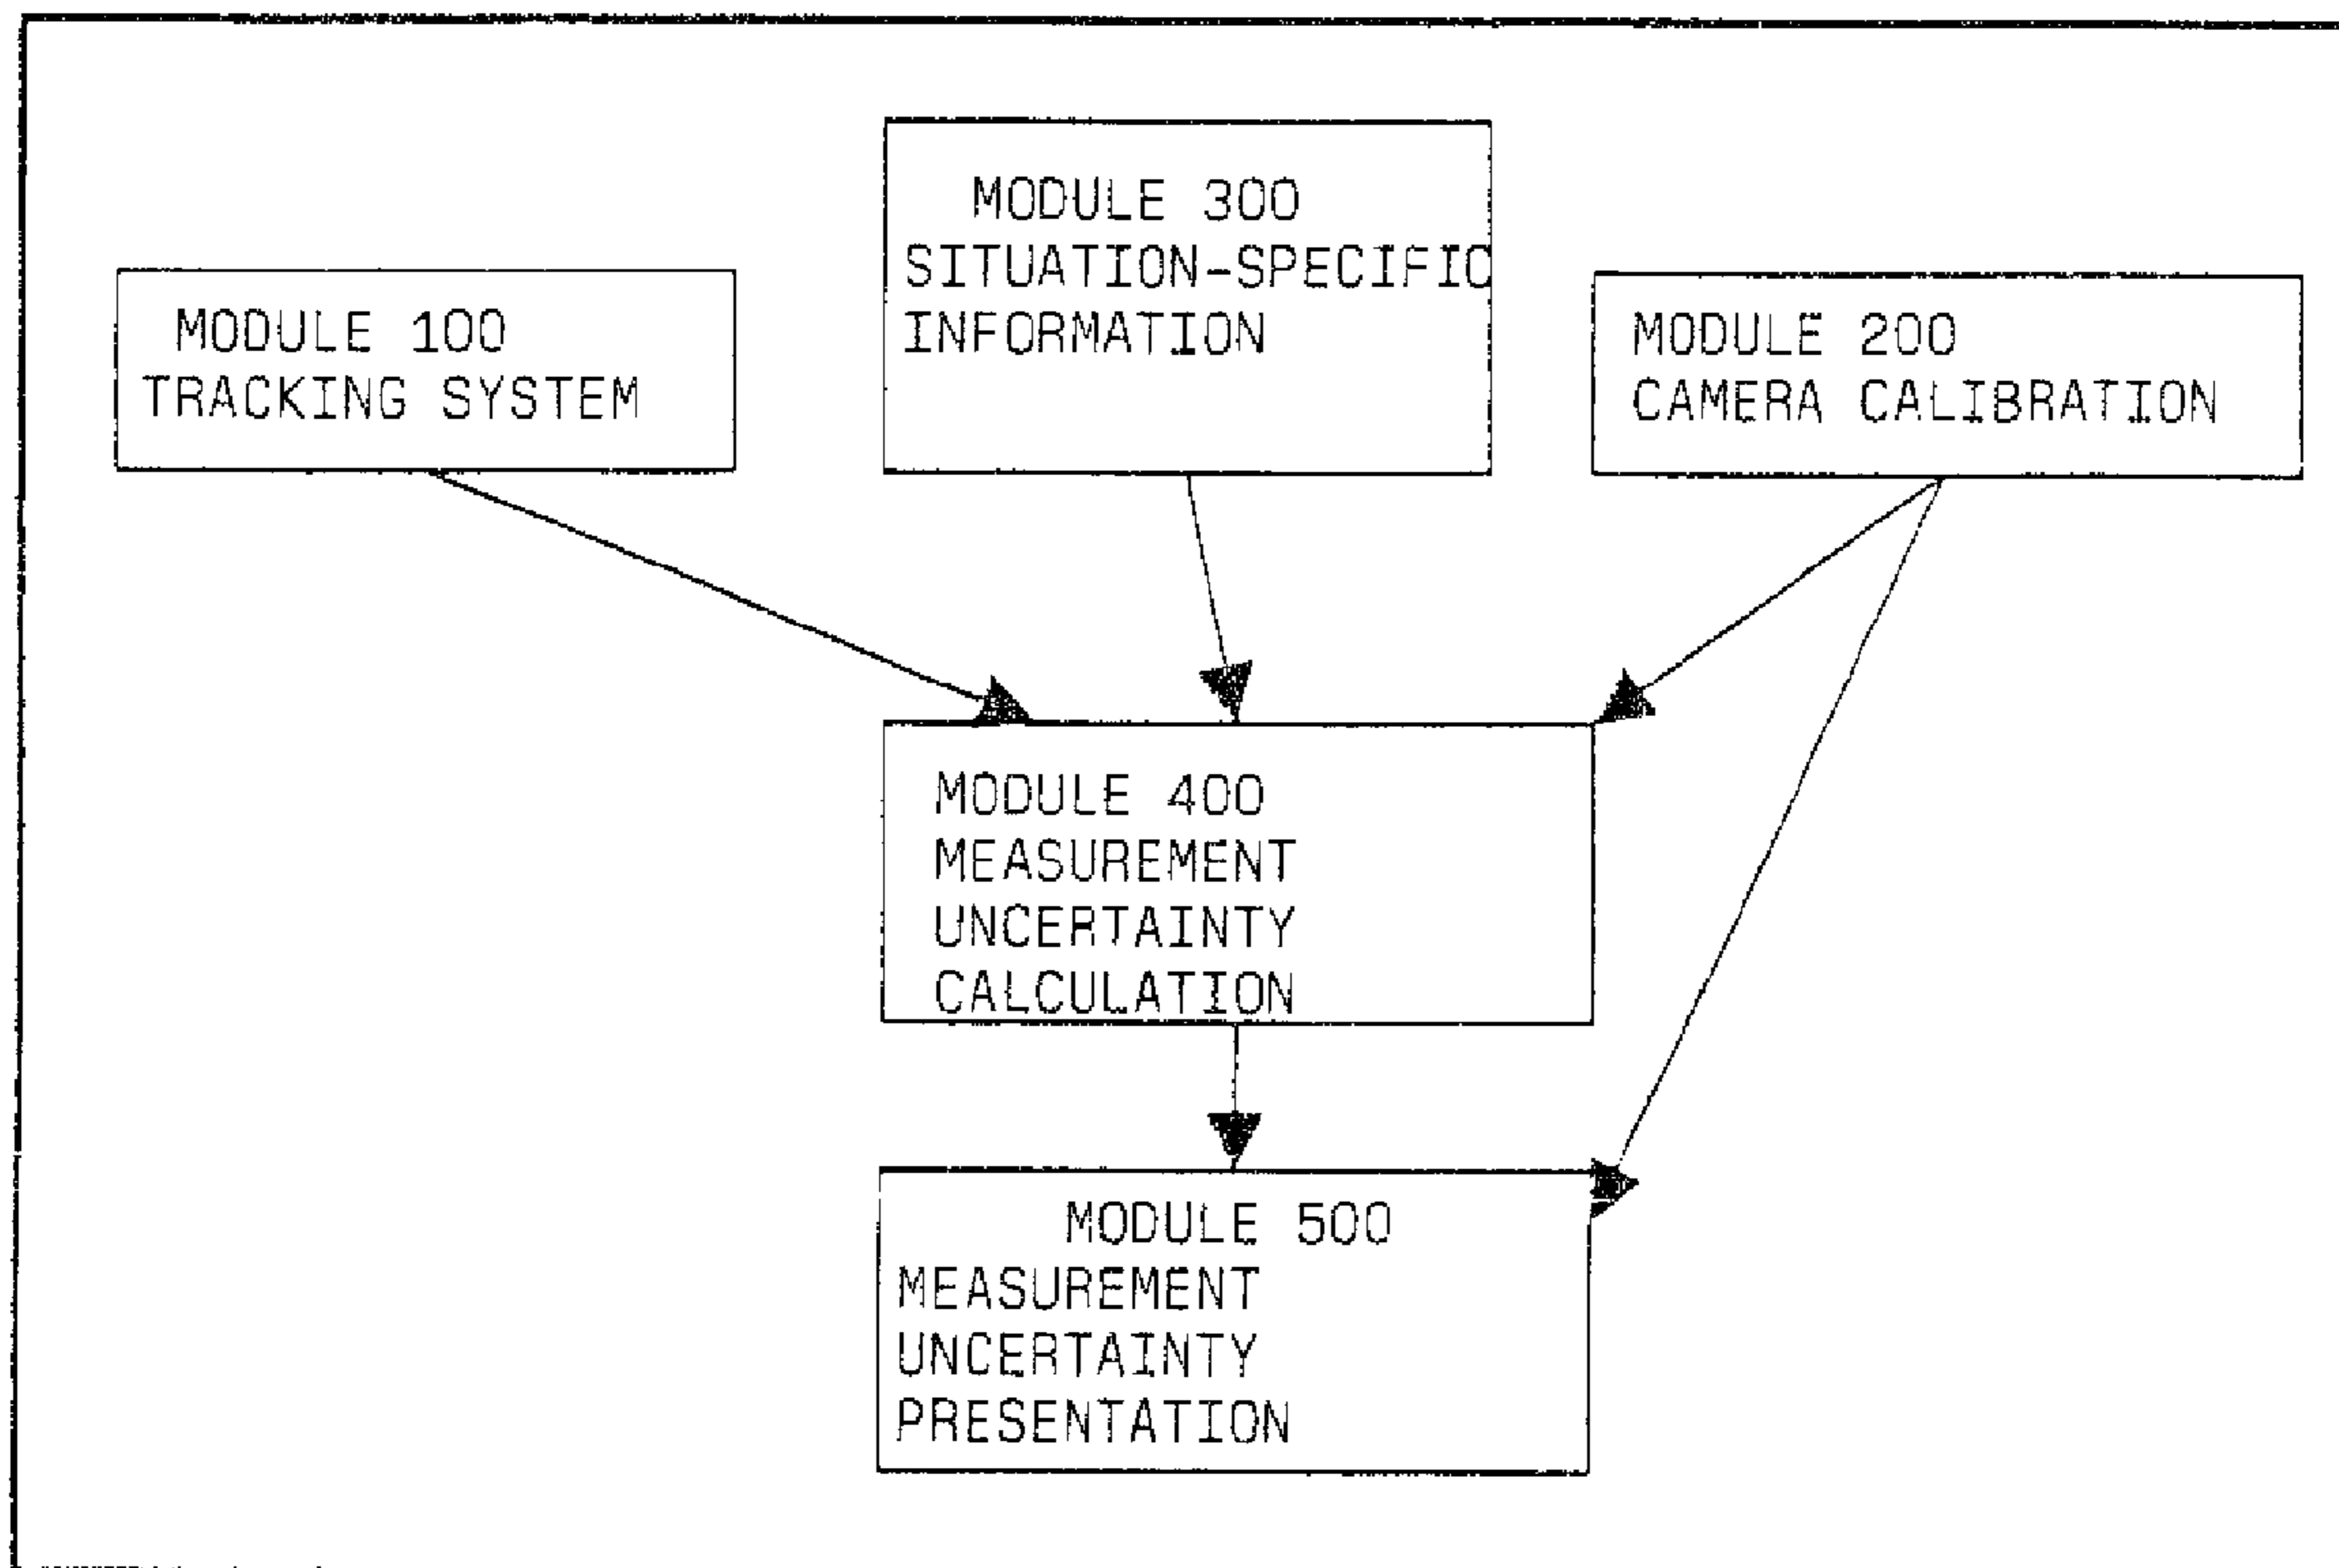 MODULE 300
SITUATION-SPECIFIC
INFORMATION
MODULE 100
TRACKING SYSTEM
MODULE 200
CAMERA CALIBRATION
MODULE 400
MEASUREMENT
UNCERTAINTY
CALCULATION
MODULE 500
MEASUREMENT
UNCERTAINTY
PRESENTATION